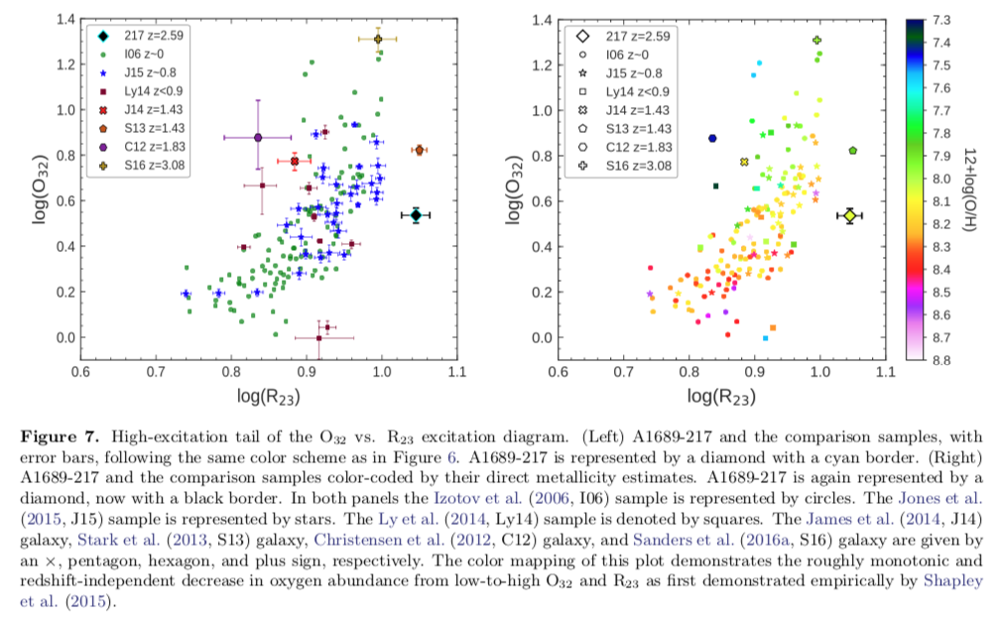 1.4
1.2
1.0
0.8
0.6
0.4
0.2
0.0
log(O32)
0.6 0.7 0.8 0.9 1.0 1.1
log(R23)
217 z=2.59
I06 z~0
J15 z~0.8
Ly14 z<0.9
J14 z=1.43
S13 z=1.43
C12 z=1.83
S16 z=3.08
1.4
1.2
1.0
0.8
0.6
0.4
0.2
0.0
log(O32)
0.6 0.7 0.8 0.9 1.0 1.1
log(R23)
217 z=2.59
I06 z~0
J15 z~0.8
Ly14 z<0.9
J14 z=1.43
S13 z=1.43
C12 z=1.83
S16 z=3.08
7.3
7.4
7.5
7.6
7.7
7.8
7.9
8.0
8.1
8.2
8.3
8.4
8.5
8.6
8.7
8.8
12+log(O/H)
Figure 7. High-excitation tail of the O32 vs. R23 excitation diagram. (Left) A1689-217 and the comparison samples, with
error bars, following the same color scheme as in Figure 6. A1689-217 is represented by a diamond with a cyan border. (Right)
A1689-217 and the comparison samples color-coded by their direct metallicity estimates. A1689-217 is again represented by a
diamond, now with a black border. In both panels the Izotov et al. (2006, I06) sample is represented by circles. The Jones et al.
(2015, J15) sample is represented by stars. The Ly et al. (2014, Ly14) sample is denoted by squares. The James et al. (2014, J14)
galaxy, Stark et al. (2013, S13) galaxy, Christensen et al. (2012, C12) galaxy, and Sanders et al. (2016a, S16) galaxy are given by
an ×, pentagon, hexagon, and plus sign, respectively. The color mapping of this plot demonstrates the roughly monotonic and
redshift-independent decrease in oxygen abundance from low-to-high O32 and R23 as first demonstrated empirically by Shapley
et al. (2015).